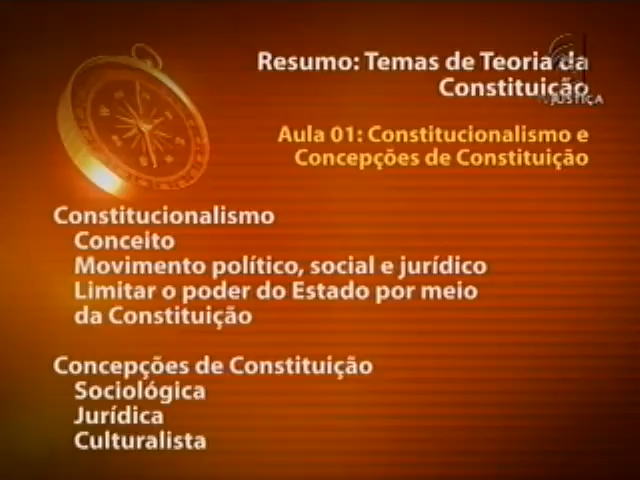 Resumo: Temas de Teoria da
Constituição
JUSTIÇA
Aula 01: Constitucionalismo e
Concepções de Constituição
Constitucionalismo
Conceito
Movimento político, social e jurídico
Limitar o poder do Estado por meio
da Constituição
Concepções de Constituição
Sociológica
Jurídica
Culturalista